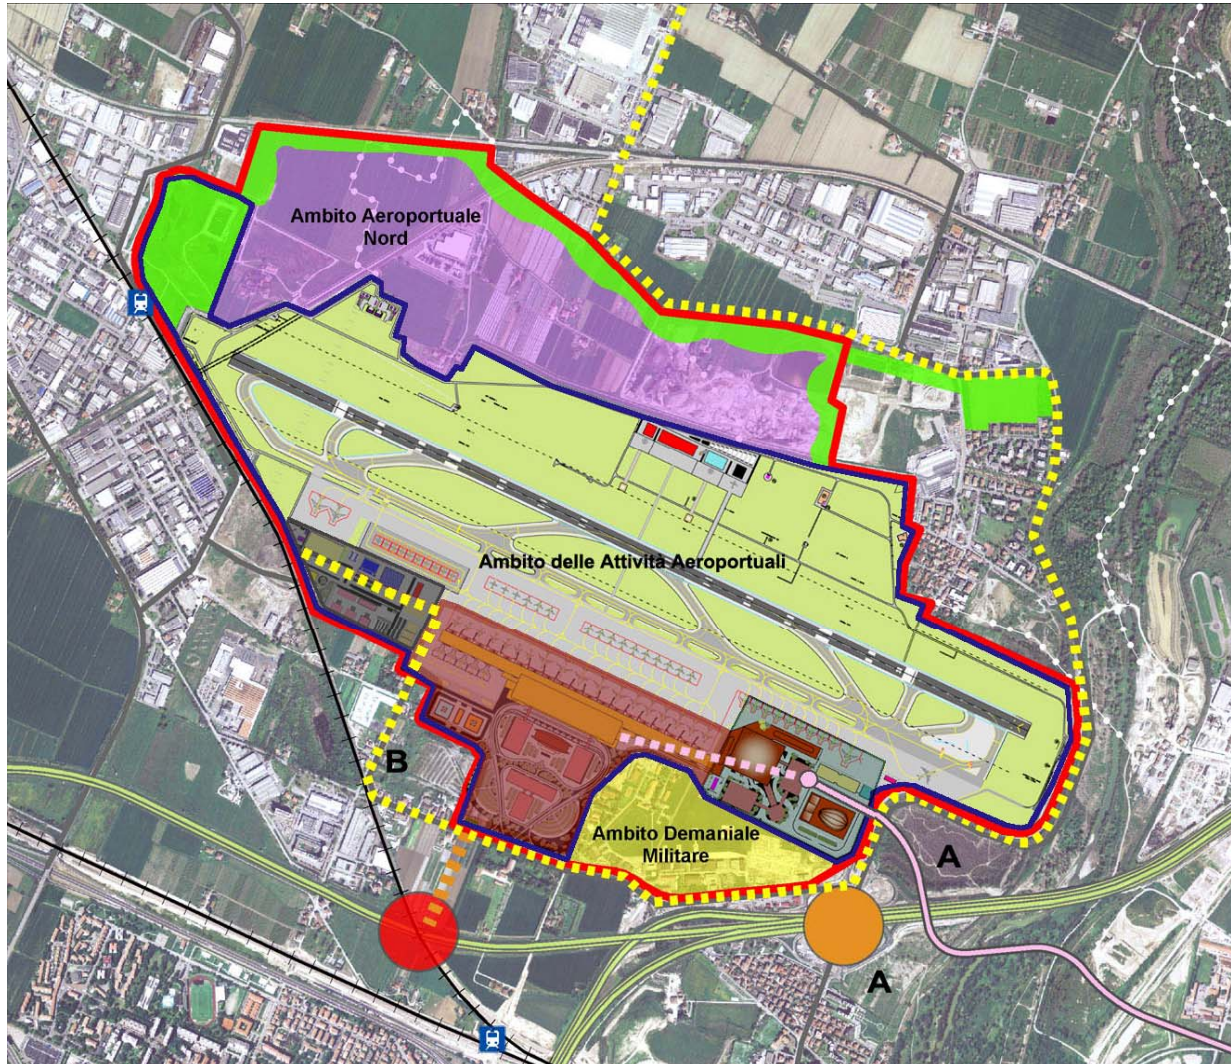 Ambito Aeroportuale
Nord
Ambito delle Attività Aeroportuali
B
Ambito Demaniale
Militare
A
A